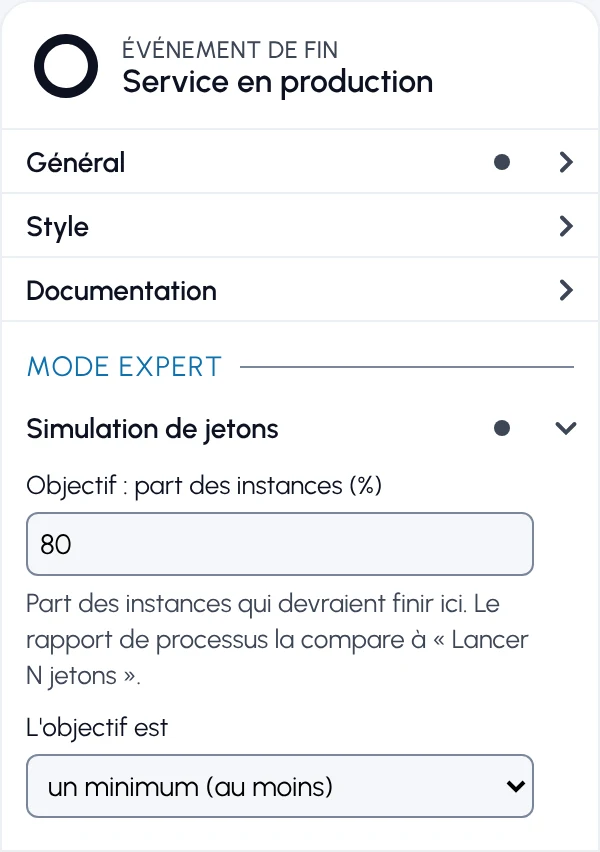 ÉVÉNEMENT DE FIN
Service en production
Général
Style
Documentation
MODE EXPERT
Simulation de jetons
Objectif : part des instances (%)
80
Part des instances qui devraient finir ici. Le
rapport de processus la compare à « Lancer
N jetons ».
L'objectif est
un minimum (au moins)